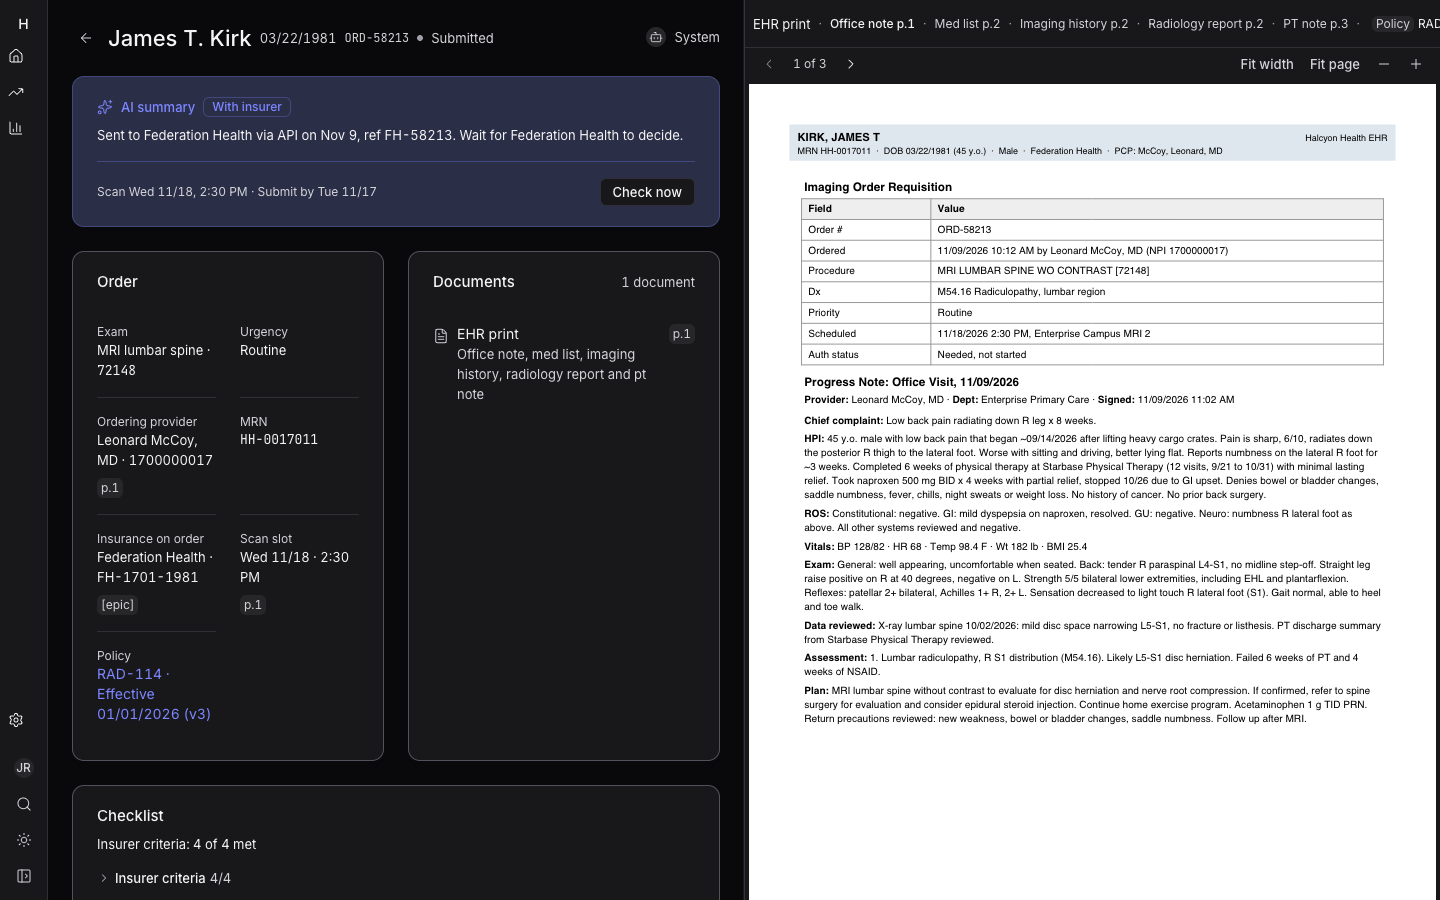 H
James T. Kirk 03/22/1981 ORD-58213 • Submitted
System
AI summary With insurer
Sent to Federation Health via API on Nov 9, ref FH-58213. Wait for Federation Health to decide.
Scan Wed 11/18, 2:30 PM · Submit by Tue 11/17
Check now
Order
Exam
MRI lumbar spine ·
72148
Urgency
Routine
Ordering provider
Leonard McCoy,
MD · 1700000017
p.1
MRN
HH-0017011
Insurance on order
Federation Health ·
FH-1701-1981
[epic]
Scan slot
Wed 11/18 · 2:30
PM
p.1
Policy
RAD-114 ·
Effective
01/01/2026 (v3)
Documents
1 document
EHR print
p.1
Office note, med list, imaging
history, radiology report and pt
note
Checklist
Insurer criteria: 4 of 4 met
Insurer criteria 4/4
JR
EHR print · Office note p.1 · Med list p.2 · Imaging history p.2 · Radiology report p.2 · PT note p.3 · Policy RAD
1 of 3
Fit width Fit page
KIRK, JAMES T
Halcyon Health EHR
MRN HH-0017011 · DOB 03/22/1981 (45 y.o.) · Male · Federation Health · PCP: McCoy, Leonard, MD
Imaging Order Requisition
Field Value
Order # ORD-58213
Ordered 11/09/2026 10:12 AM by Leonard McCoy, MD (NPI 1700000017)
Procedure MRI LUMBAR SPINE WO CONTRAST [72148]
Dx M54.16 Radiculopathy, lumbar region
Priority Routine
Scheduled 11/18/2026 2:30 PM, Enterprise Campus MRI 2
Auth status Needed, not started
Progress Note: Office Visit, 11/09/2026
Provider: Leonard McCoy, MD · Dept: Enterprise Primary Care · Signed: 11/09/2026 11:02 AM
Chief complaint: Low back pain radiating down R leg x 8 weeks.
HPI: 45 y.o. male with low back pain that began ~09/14/2026 after lifting heavy cargo crates. Pain is sharp, 6/10, radiates down
the posterior R thigh to the lateral foot. Worse with sitting and driving, better lying flat. Reports numbness on the lateral R foot for
~3 weeks. Completed 6 weeks of physical therapy at Starbase Physical Therapy (12 visits, 9/21 to 10/31) with minimal lasting
relief. Took naproxen 500 mg BID x 4 weeks with partial relief, stopped 10/26 due to GI upset. Denies bowel or bladder changes,
saddle numbness, fever, chills, night sweats or weight loss. No history of cancer. No prior back surgery.
ROS: Constitutional: negative. GI: mild dyspepsia on naproxen, resolved. GU: negative. Neuro: numbness R lateral foot as
above. All other systems reviewed and negative.
Vitals: BP 128/82 · HR 68 · Temp 98.4 F · Wt 182 lb · BMI 25.4
Exam: General: well appearing, uncomfortable when seated. Back: tender R paraspinal L4-S1, no midline step-off. Straight leg
raise positive on R at 40 degrees, negative on L. Strength 5/5 bilateral lower extremities, including EHL and plantarflexion.
Reflexes: patellar 2+ bilateral, Achilles 1+ R, 2+ L. Sensation decreased to light touch R lateral foot (S1). Gait normal, able to heel
and toe walk.
Data reviewed: X-ray lumbar spine 10/02/2026: mild disc space narrowing L5-S1, no fracture or listhesis. PT discharge summary
from Starbase Physical Therapy reviewed.
Assessment: 1. Lumbar radiculopathy, R S1 distribution (M54.16). Likely L5-S1 disc herniation. Failed 6 weeks of PT and 4
weeks of NSAID.
Plan: MRI lumbar spine without contrast to evaluate for disc herniation and nerve root compression. If confirmed, refer to spine
surgery for evaluation and consider epidural steroid injection. Continue home exercise program. Acetaminophen 1 g TID PRN.
Return precautions reviewed: new weakness, bowel or bladder changes, saddle numbness. Follow up after MRI.